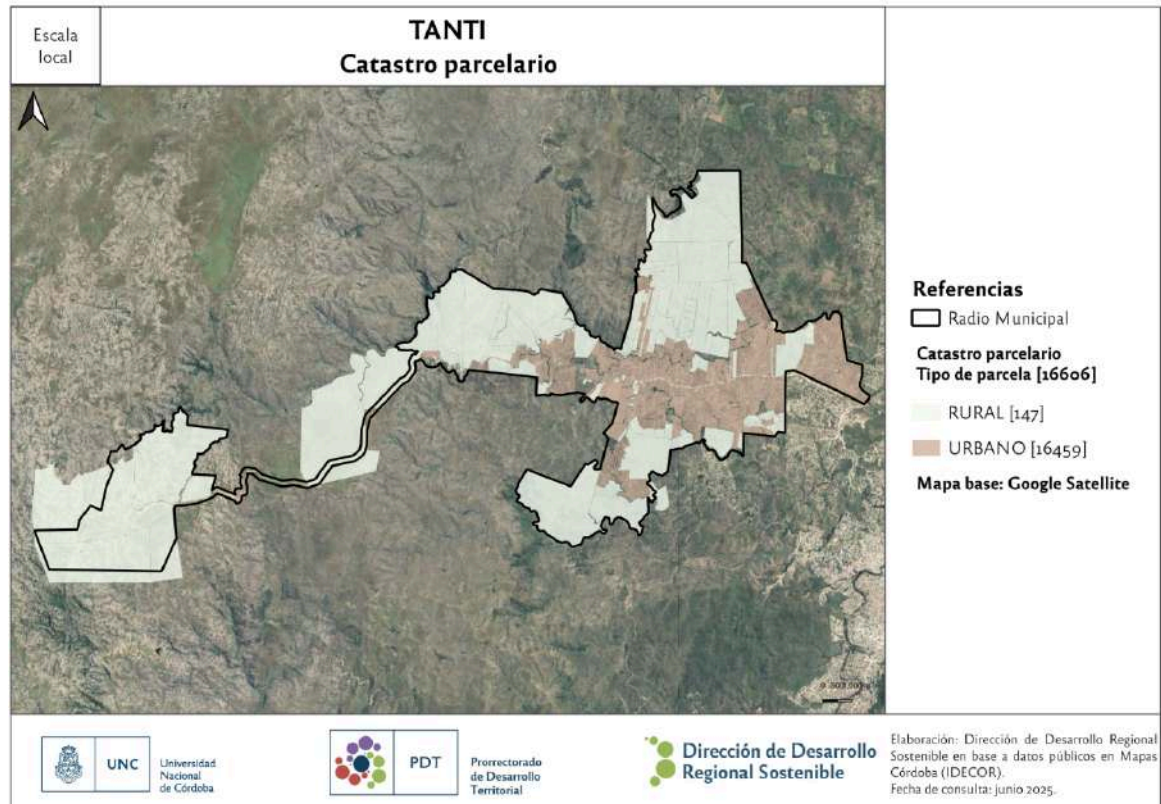 Escala
local
TANTI
Catastro parcelario
Referencias
Radio Municipal
Catastro parcelario
Tipo de parcela [16606]
RURAL [147]
URBANO [16459]
Mapa base: Google Satellite
UNC
Universidad
Nacional
de Córdoba
PDT
Prorrectorado
de Desarrollo
Territorial
Dirección de Desarrollo
Regional Sostenible
Elaboración: Dirección de Desarrollo Regional
Sostenible en base a datos públicos en Mapas
Córdoba (IDECOR).
Fecha de consulta: junio 2025.